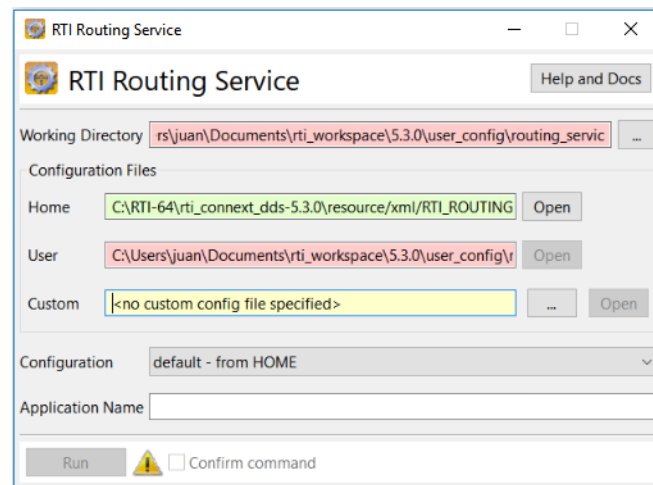 RTI Routing Service
RTI Routing Service
Help and Docs
Working Directory rs\juan\Documents\rti_workspace\5.3.0\user_config\routing_servic ...
Configuration Files
Home C:\RTI-64\rti_connext_dds-5.3.0\resource/xml/RTI_ROUTING Open
User C:\Users\juan\Documents\rti_workspace\5.3.0\user_config\r Open
Custom <no custom config file specified> ... Open
Configuration default - from HOME
Application Name
Run Confirm command